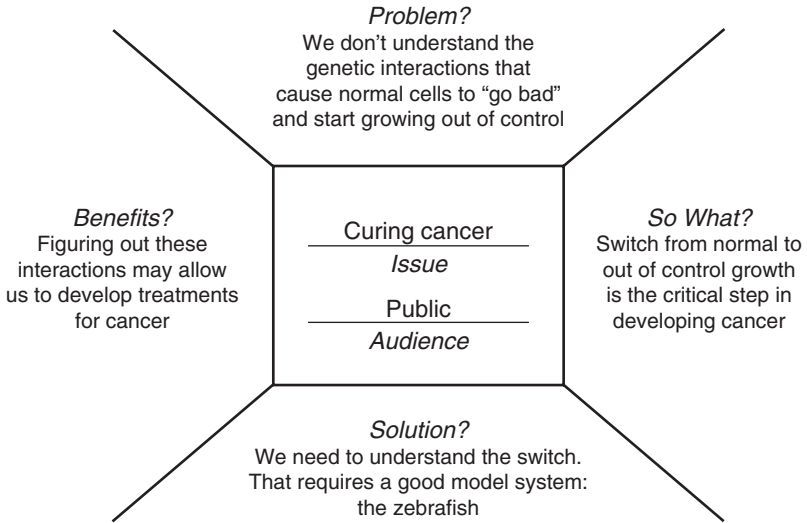 Problem?
We don’t understand the
genetic interactions that
cause normal cells to “go bad”
and start growing out of control
Benefits?
Figuring out these
interactions may allow
us to develop treatments
for cancer
Curing cancer
Issue
Public
Audience
So What?
Switch from normal to
out of control growth
is the critical step in
developing cancer
Solution?
We need to understand the switch.
That requires a good model system:
the zebrafish